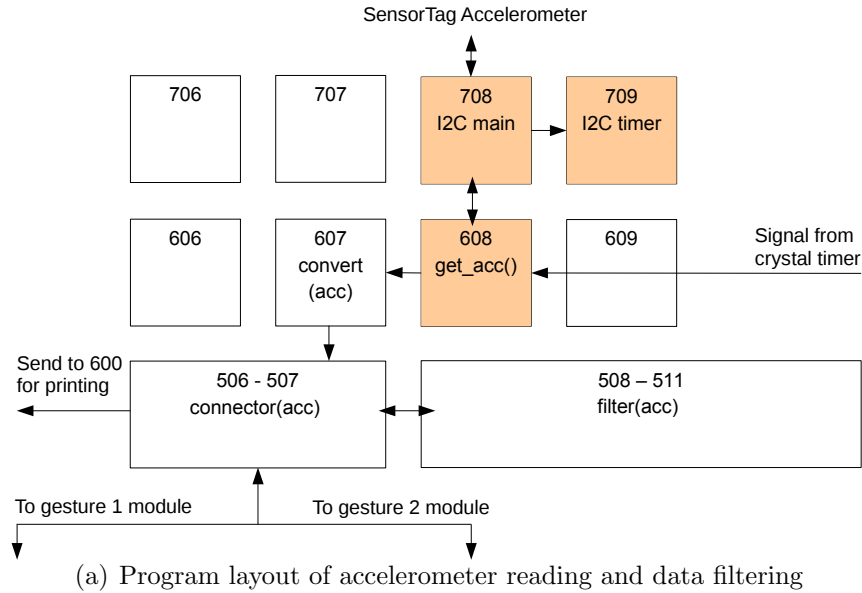 SensorTag Accelerometer
706
707
708
I2C main
709
I2C timer
606
607
convert
(acc)
608
get_acc()
609
Signal from
crystal timer
Send to 600
for printing
506 - 507
connector(acc)
508 – 511
filter(acc)
To gesture 1 module
To gesture 2 module
(a) Program layout of accelerometer reading and data filtering